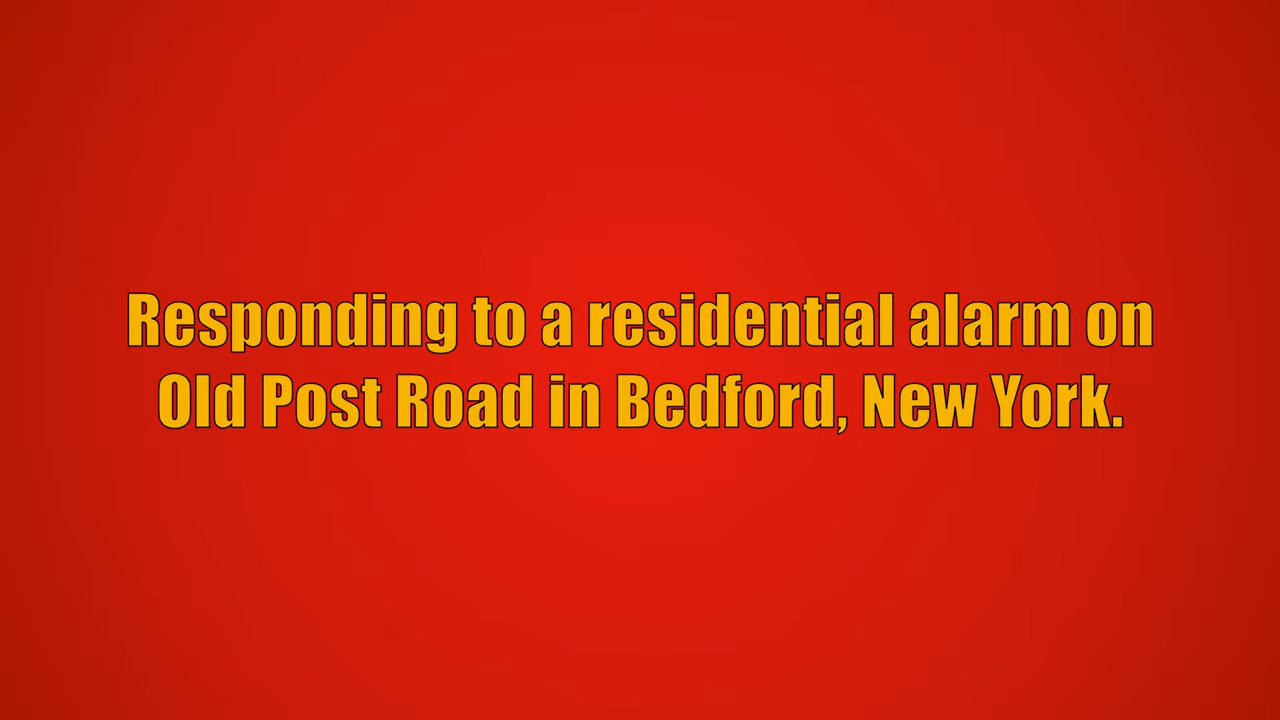 Responding to a residential alarm on
Old Post Road in Bedford, New York.